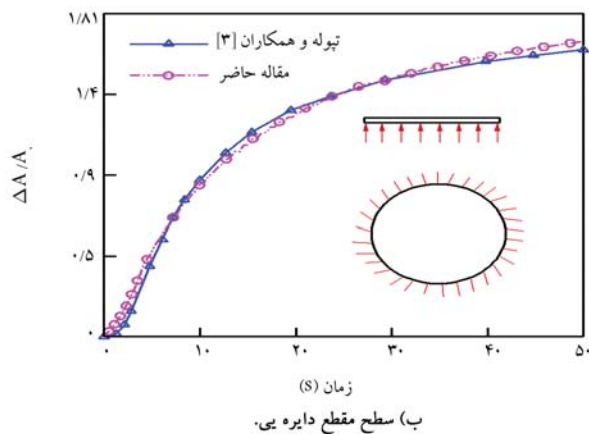 ۱/۸۱
تپوله و همکاران [۳]
مقاله حاضر
۱/۴
۰/۹
۰/۵
۰
ΔA/A.
۰ ۱۰ ۲۰ ۳۰ ۴۰ ۵۰
زمان (s)
ب) سطح مقطع دایره یی.